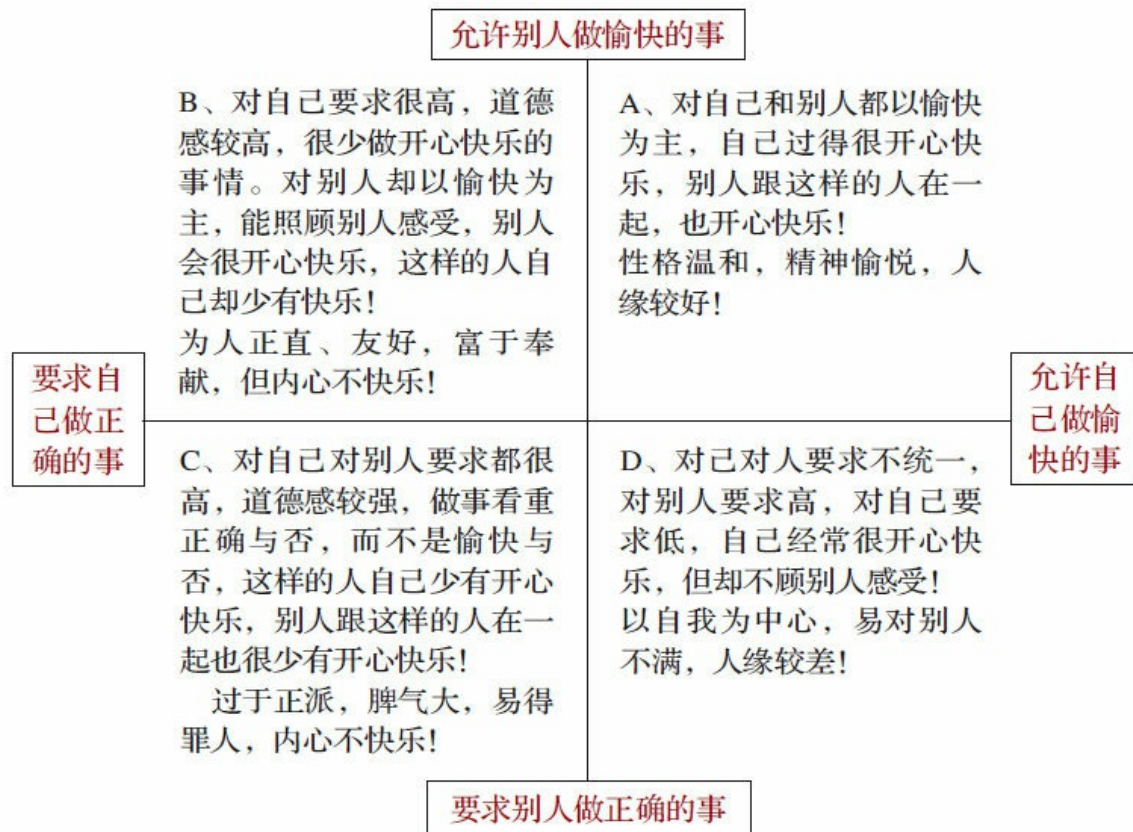 允许别人做愉快的事
B、对自己要求很高，道德
感较高，很少做开心快乐的
事情。对别人却以愉快为
主，能照顾别人感受，别人
会很开心快乐，这样的人自
己却少有快乐！
为人正直、友好，富于奉
献，但内心不快乐！
A、对自己和别人都以愉快
为主，自己过得很开心快
乐，别人跟这样的人在一
起，也开心快乐！
性格温和，精神愉悦，人
缘较好！
要求自
己做正
确的事
允许自
己做愉
快的事
C、对自己对别人要求都很
高，道德感较强，做事看重
正确与否，而不是愉快与
否，这样的人自己少有开心
快乐，别人跟这样的人在一
起也很少有开心快乐！
过于正派，脾气大，易得
罪人，内心不快乐！
D、对己对人要求不统一，
对别人要求高，对自己要
求低，自己经常很开心快
乐，但却不顾别人感受！
以自我为中心，易对别人
不满，人缘较差！
要求别人做正确的事